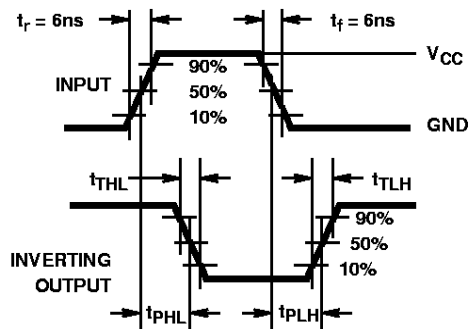 tr = 6ns
tf = 6ns
VCC
90%
INPUT
50%
10%
GND
tTHL
tTLH
90%
50%
10%
INVERTING
OUTPUT
tPHL
tPLH